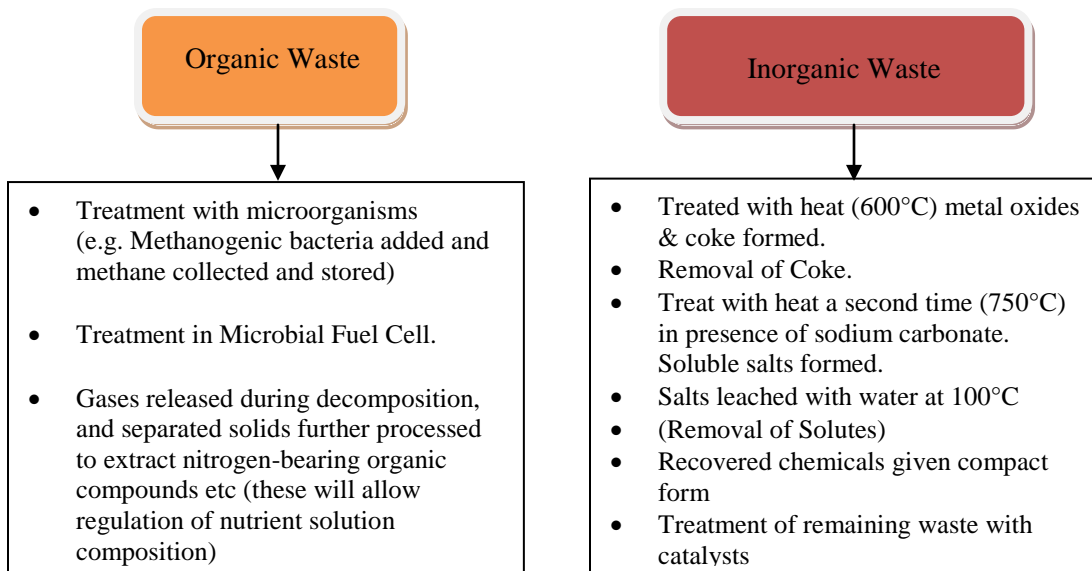 Organic Waste
Inorganic Waste
• Treatment with microorganisms
(e.g. Methanogenic bacteria added and
methane collected and stored)
• Treatment in Microbial Fuel Cell.
• Gases released during decomposition,
and separated solids further processed
to extract nitrogen-bearing organic
compounds etc (these will allow
regulation of nutrient solution
composition)
• Treated with heat (600°C) metal oxides
& coke formed.
• Removal of Coke.
• Treat with heat a second time (750°C)
in presence of sodium carbonate.
Soluble salts formed.
• Salts leached with water at 100°C
• (Removal of Solutes)
• Recovered chemicals given compact
form
• Treatment of remaining waste with
catalysts